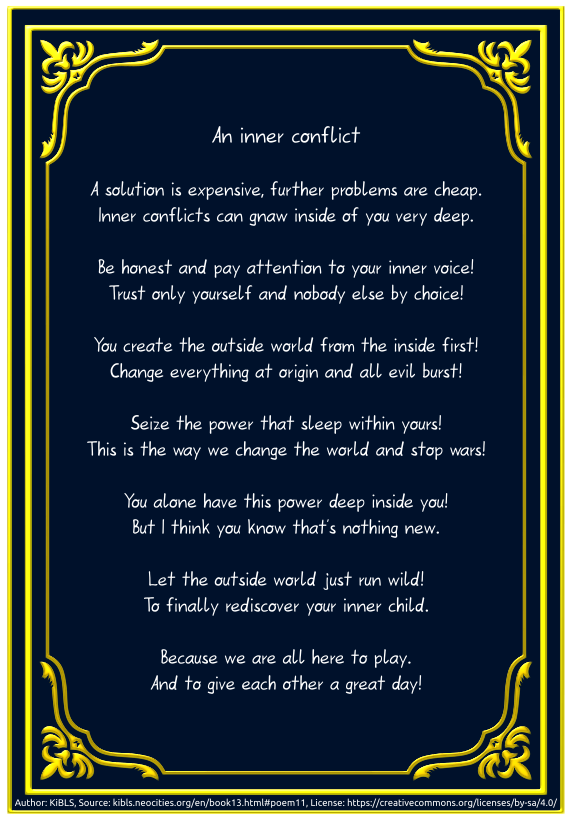 An inner conflict
A solution is expensive, further problems are cheap.
Inner conflicts can gnaw inside of you very deep.
Be honest and pay attention to your inner voice!
Trust only yourself and nobody else by choice!
You create the outside world from the inside first!
Change everything at origin and all evil burst!
Seize the power that sleep within yours!
This is the way we change the world and stop wars!
You alone have this power deep inside you!
But I think you know that's nothing new.
Let the outside world just run wild!
To finally rediscover your inner child.
Because we are all here to play.
And to give each other a great day!
Author: KiBLS, Source: kibls.neocities.org/en/book13.html#poem11, License: https://creativecommons.org/licenses/by-sa/4.0/